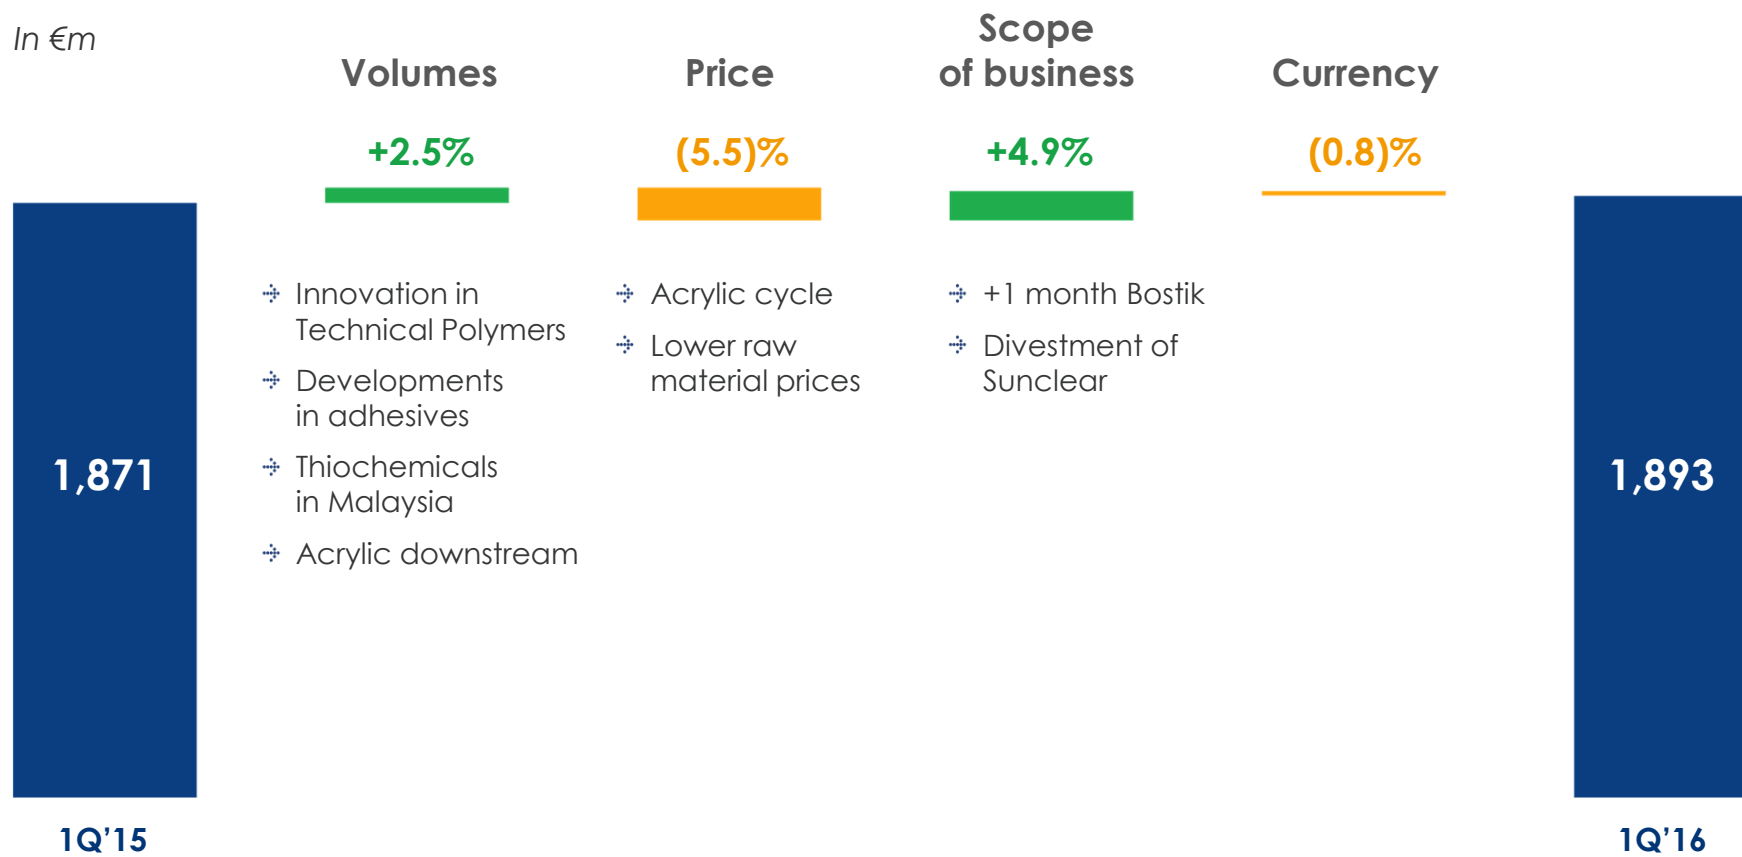 In €m
Volumes
Price
Scope
of business
Currency
+2.5%
(5.5)%
+4.9%
(0.8)%
1,871
Innovation in
Technical Polymers
Developments
in adhesives
Thiochemicals
in Malaysia
Acrylic downstream
Acrylic cycle
Lower raw
material prices
+1 month Bostik
Divestment of
Sunclear
1,893
1Q’15
1Q’16